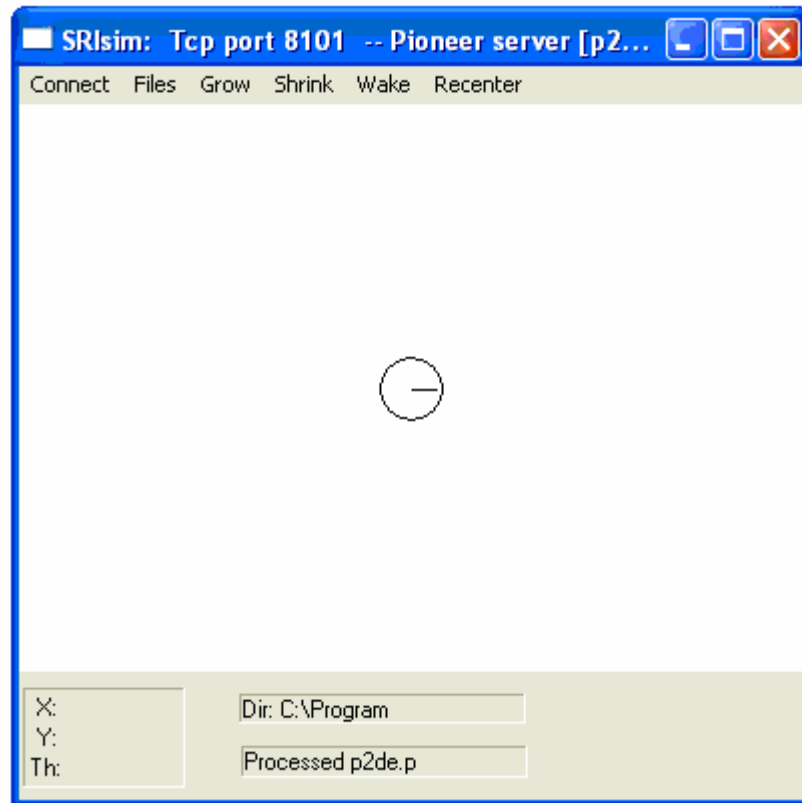 SRIsim: Tcp port 8101 -- Pioneer server [p2...
Connect Files Grow Shrink Wake Recenter
X:
Y:
Th:
Dir: C:\Program
Processed p2de.p